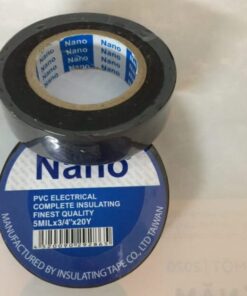 Nano
Nano
Nano
PVC ELECTRICAL
COMPLETE INSULATING
FINEST QUALITY
5MILx3/4"x20Y
MANUFACTURED BY INSULATING TAPE CO., LTD TAIWAN